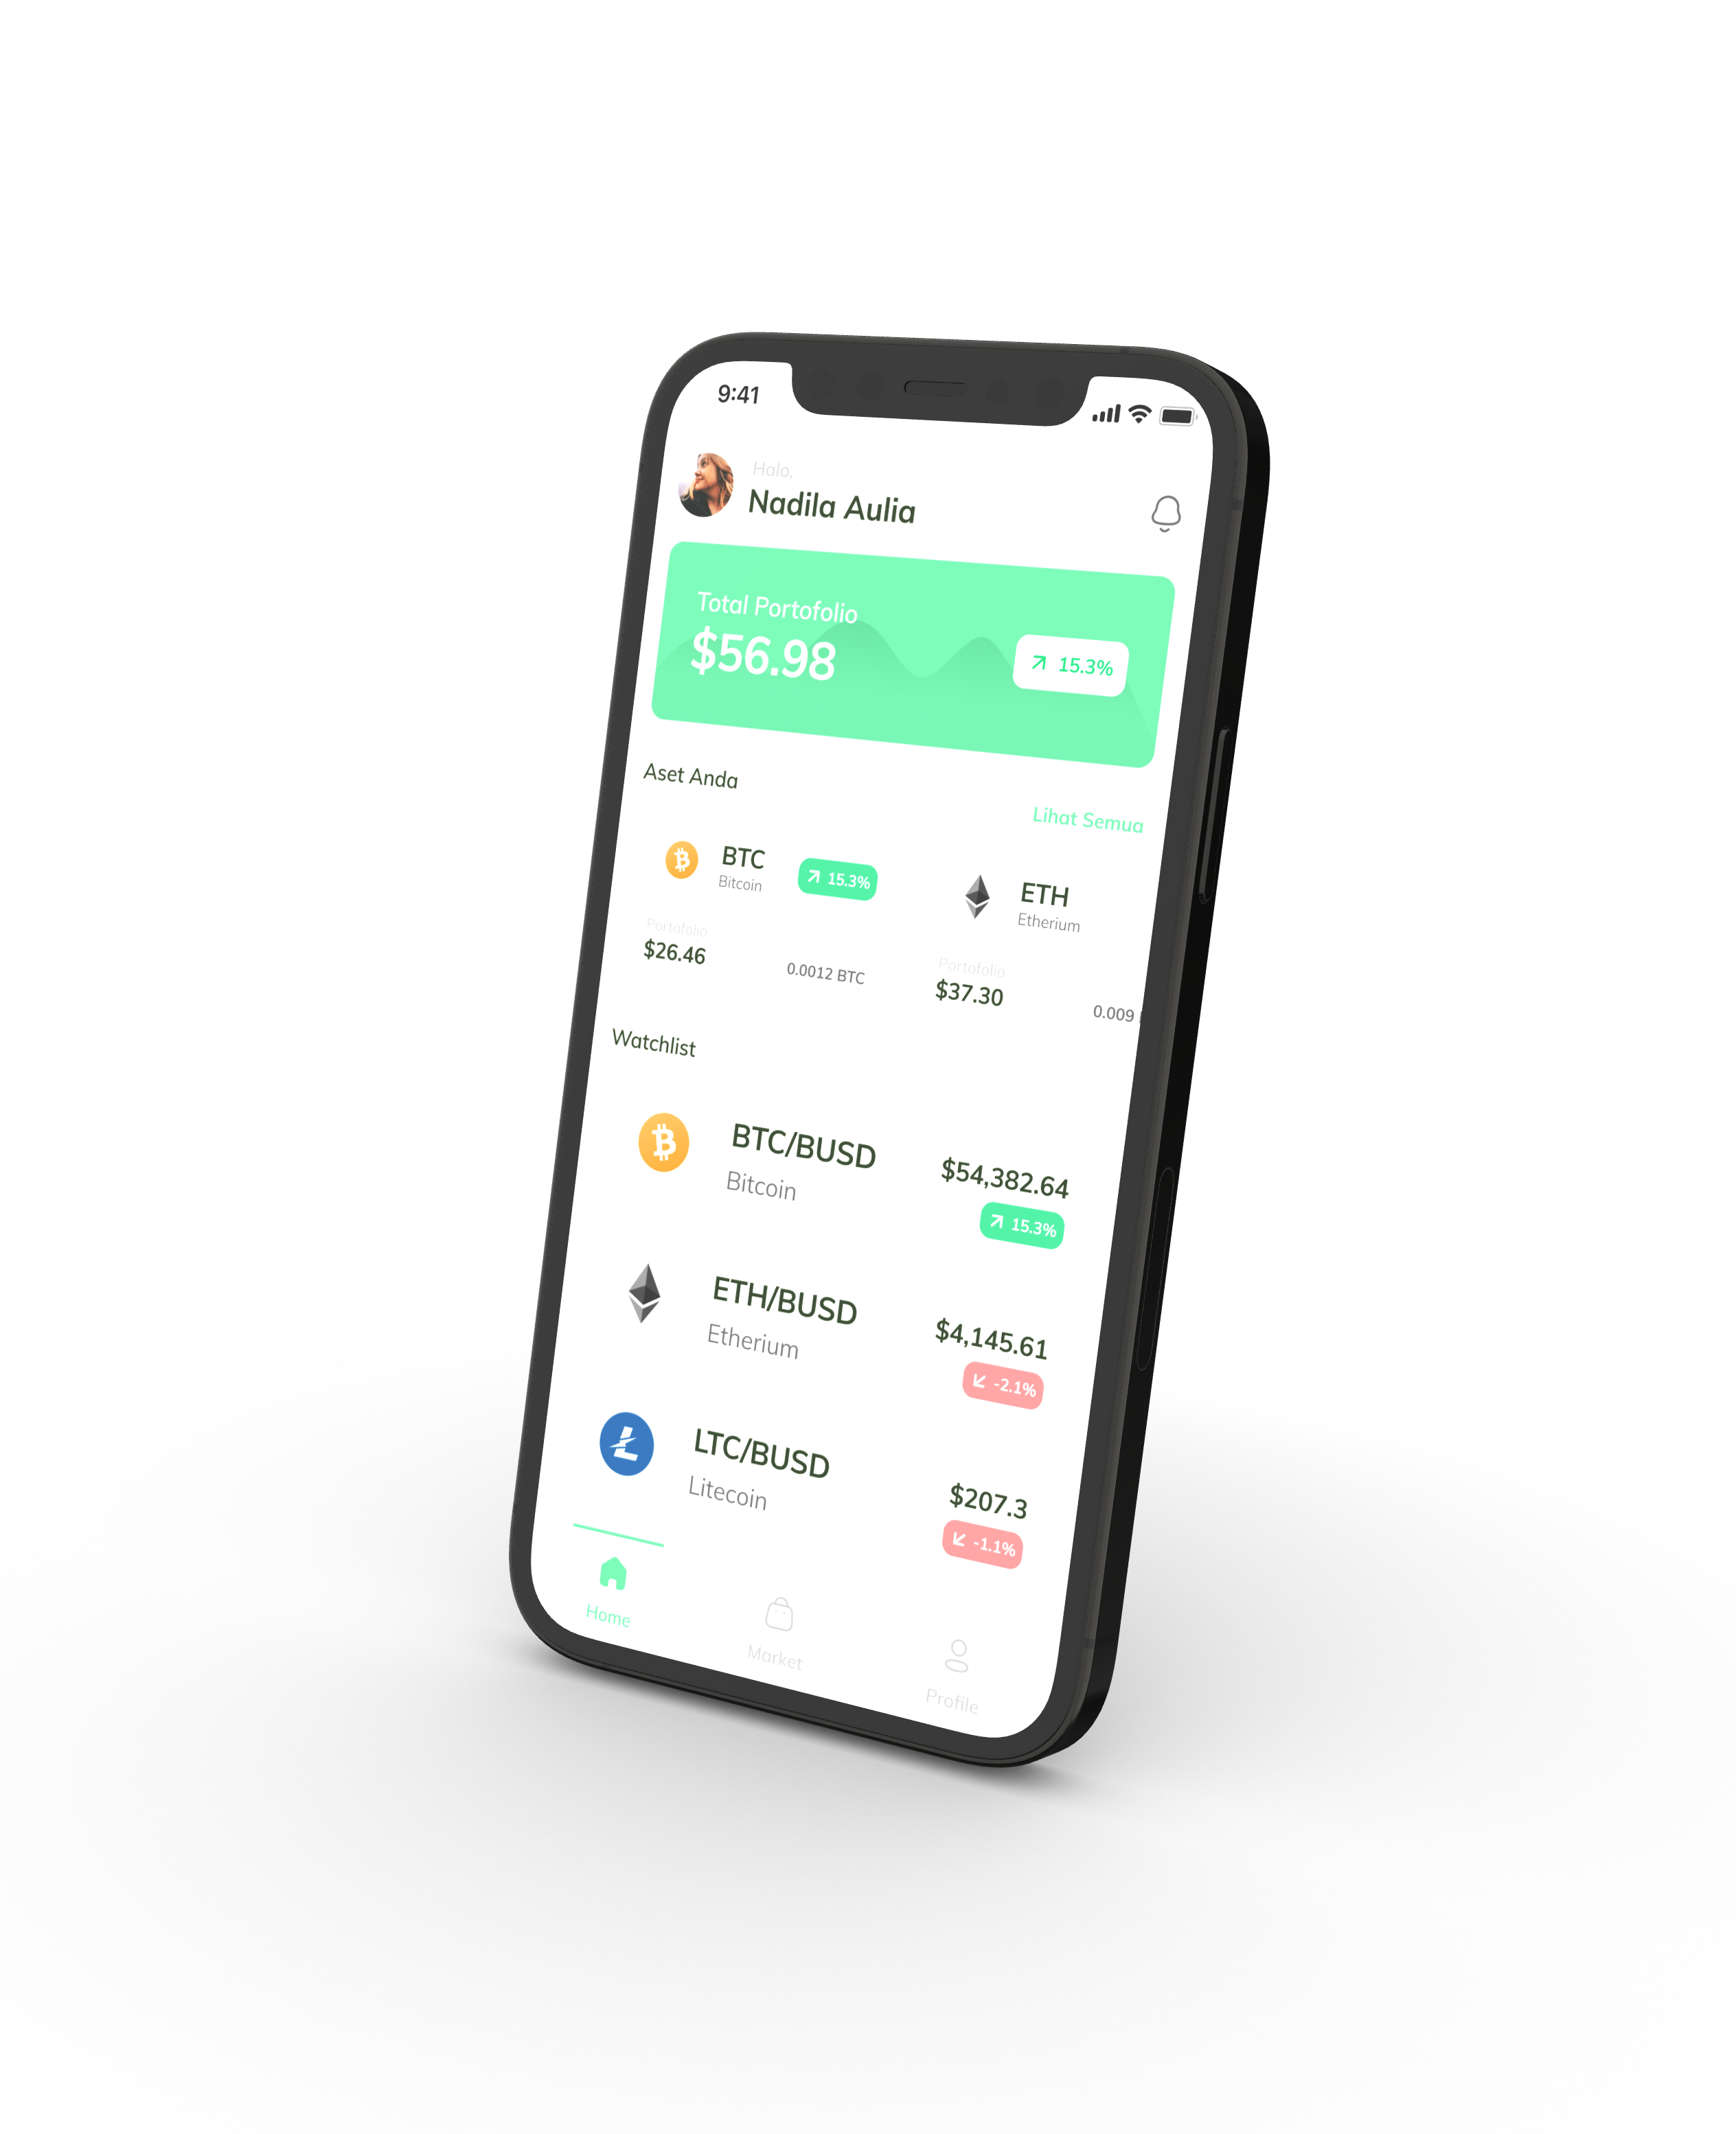 9:41
Halo,
Nadila Aulia
Total Portofolio
$56.98
15.3%
Aset Anda
Lihat Semua
BTC
Bitcoin
15.3%
Portofolio
$26.46
0.0012 BTC
ETH
Etherium
Portofolio
$37.30
0.009
Watchlist
BTC/BUSD
Bitcoin
$54,382.64
15.3%
ETH/BUSD
Etherium
$4,145.61
-2.1%
LTC/BUSD
Litecoin
$207.3
-1.1%
Home
Market
Profile